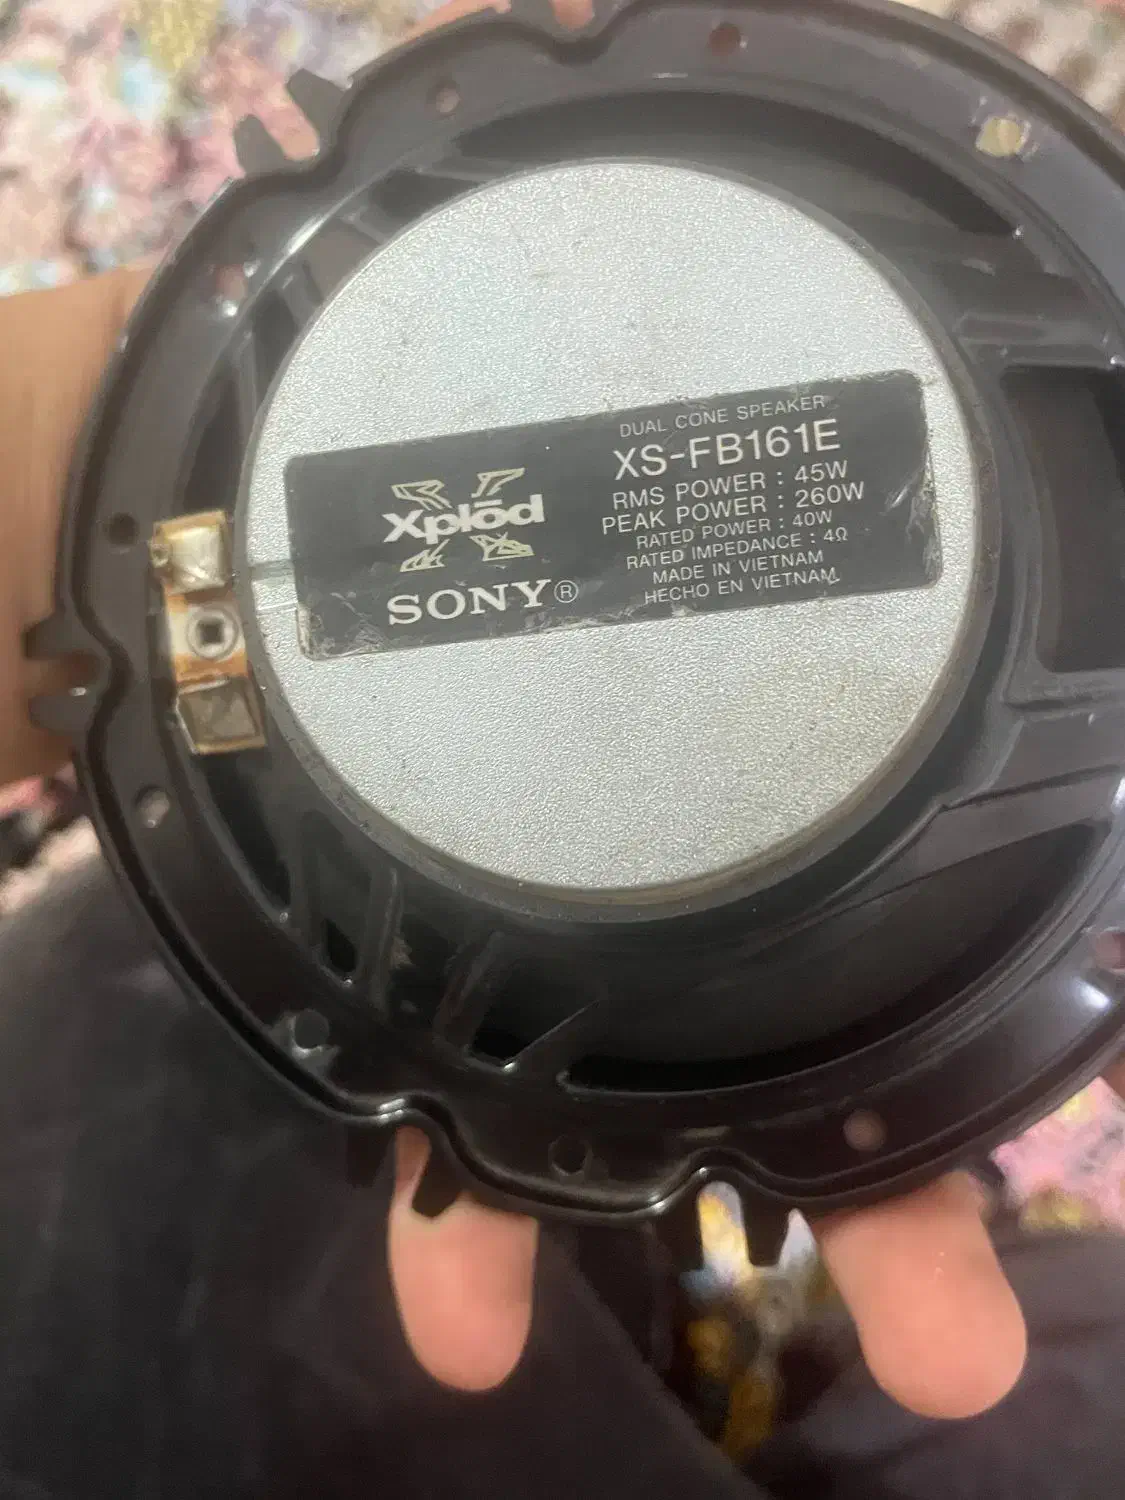 Xplōd
SONY®
DUAL CONE SPEAKER
XS-FB161E
RMS POWER : 45W
PEAK POWER : 260W
RATED POWER : 40W
RATED IMPEDANCE : 4Ω
MADE IN VIETNAM
HECHO EN VIETNAM